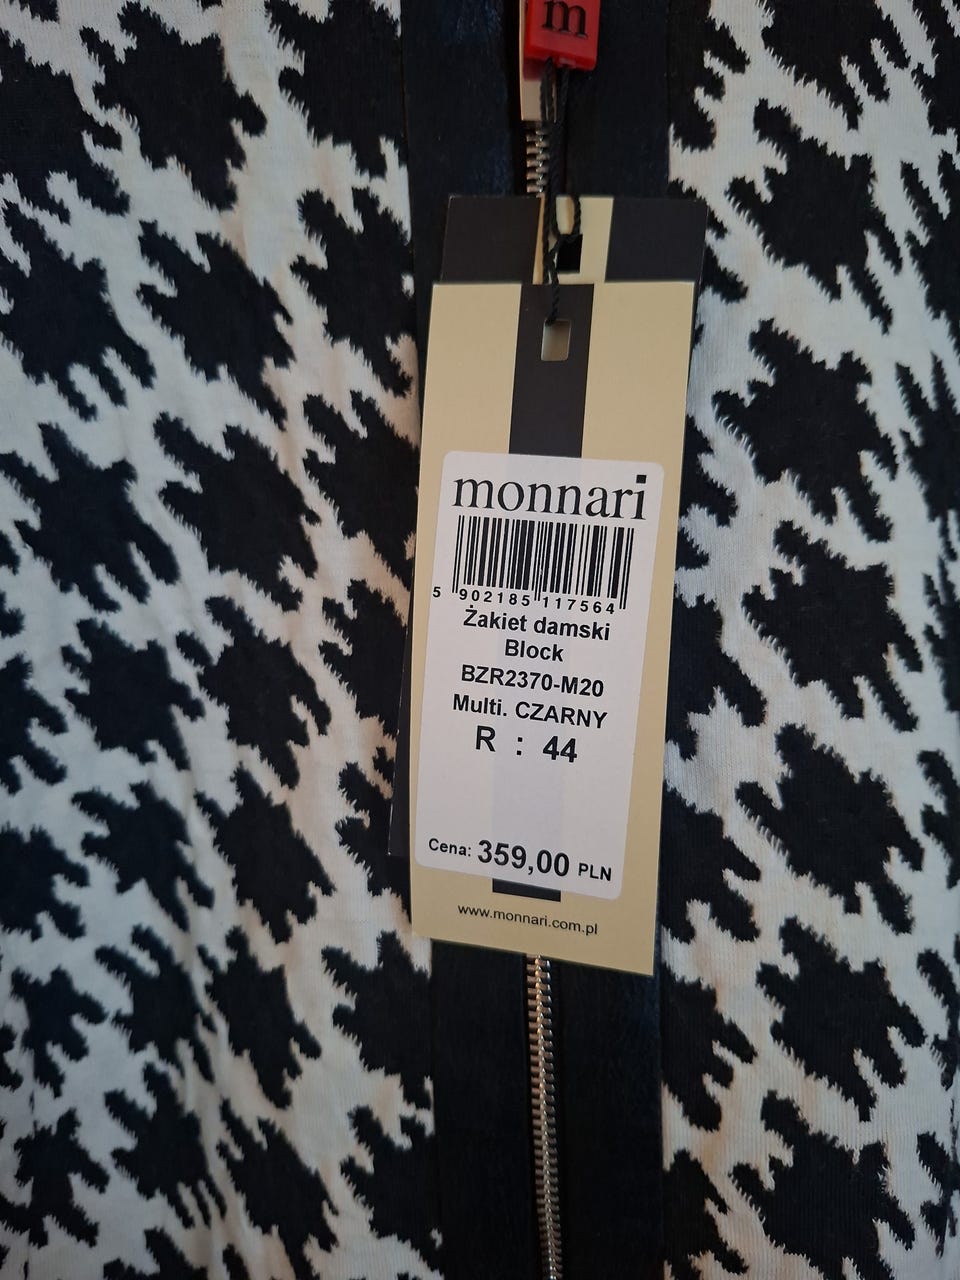 m
monnari
5 902185 117564
Żakiet damski
Block
BZR2370-M20
Multi. CZARNY
R : 44
Cena: 359,00 PLN
www.monnari.com.pl